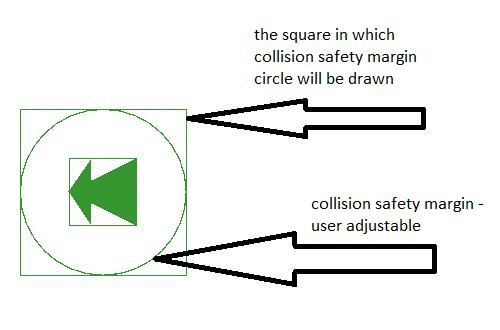 the square in which
collision safety margin
circle will be drawn
collision safety margin -
user adjustable